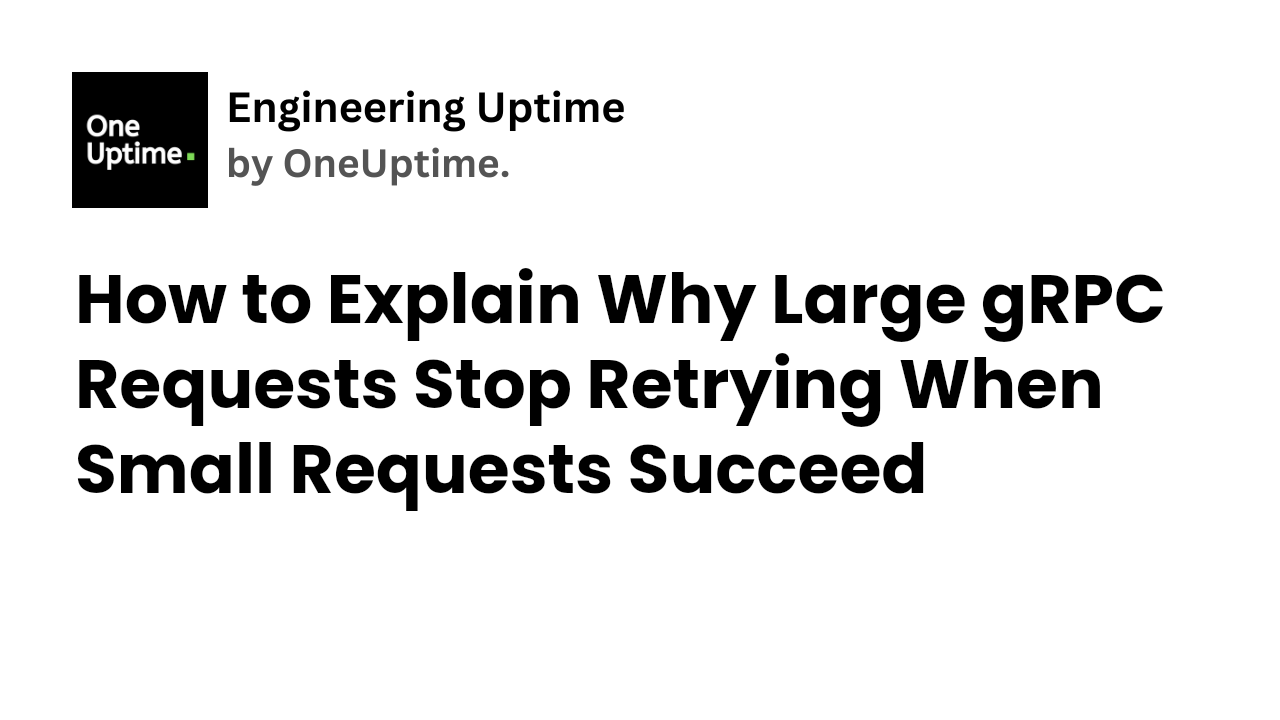 One
Uptime.
Engineering Uptime
by OneUptime.
How to Explain Why Large gRPC
Requests Stop Retrying When
Small Requests Succeed